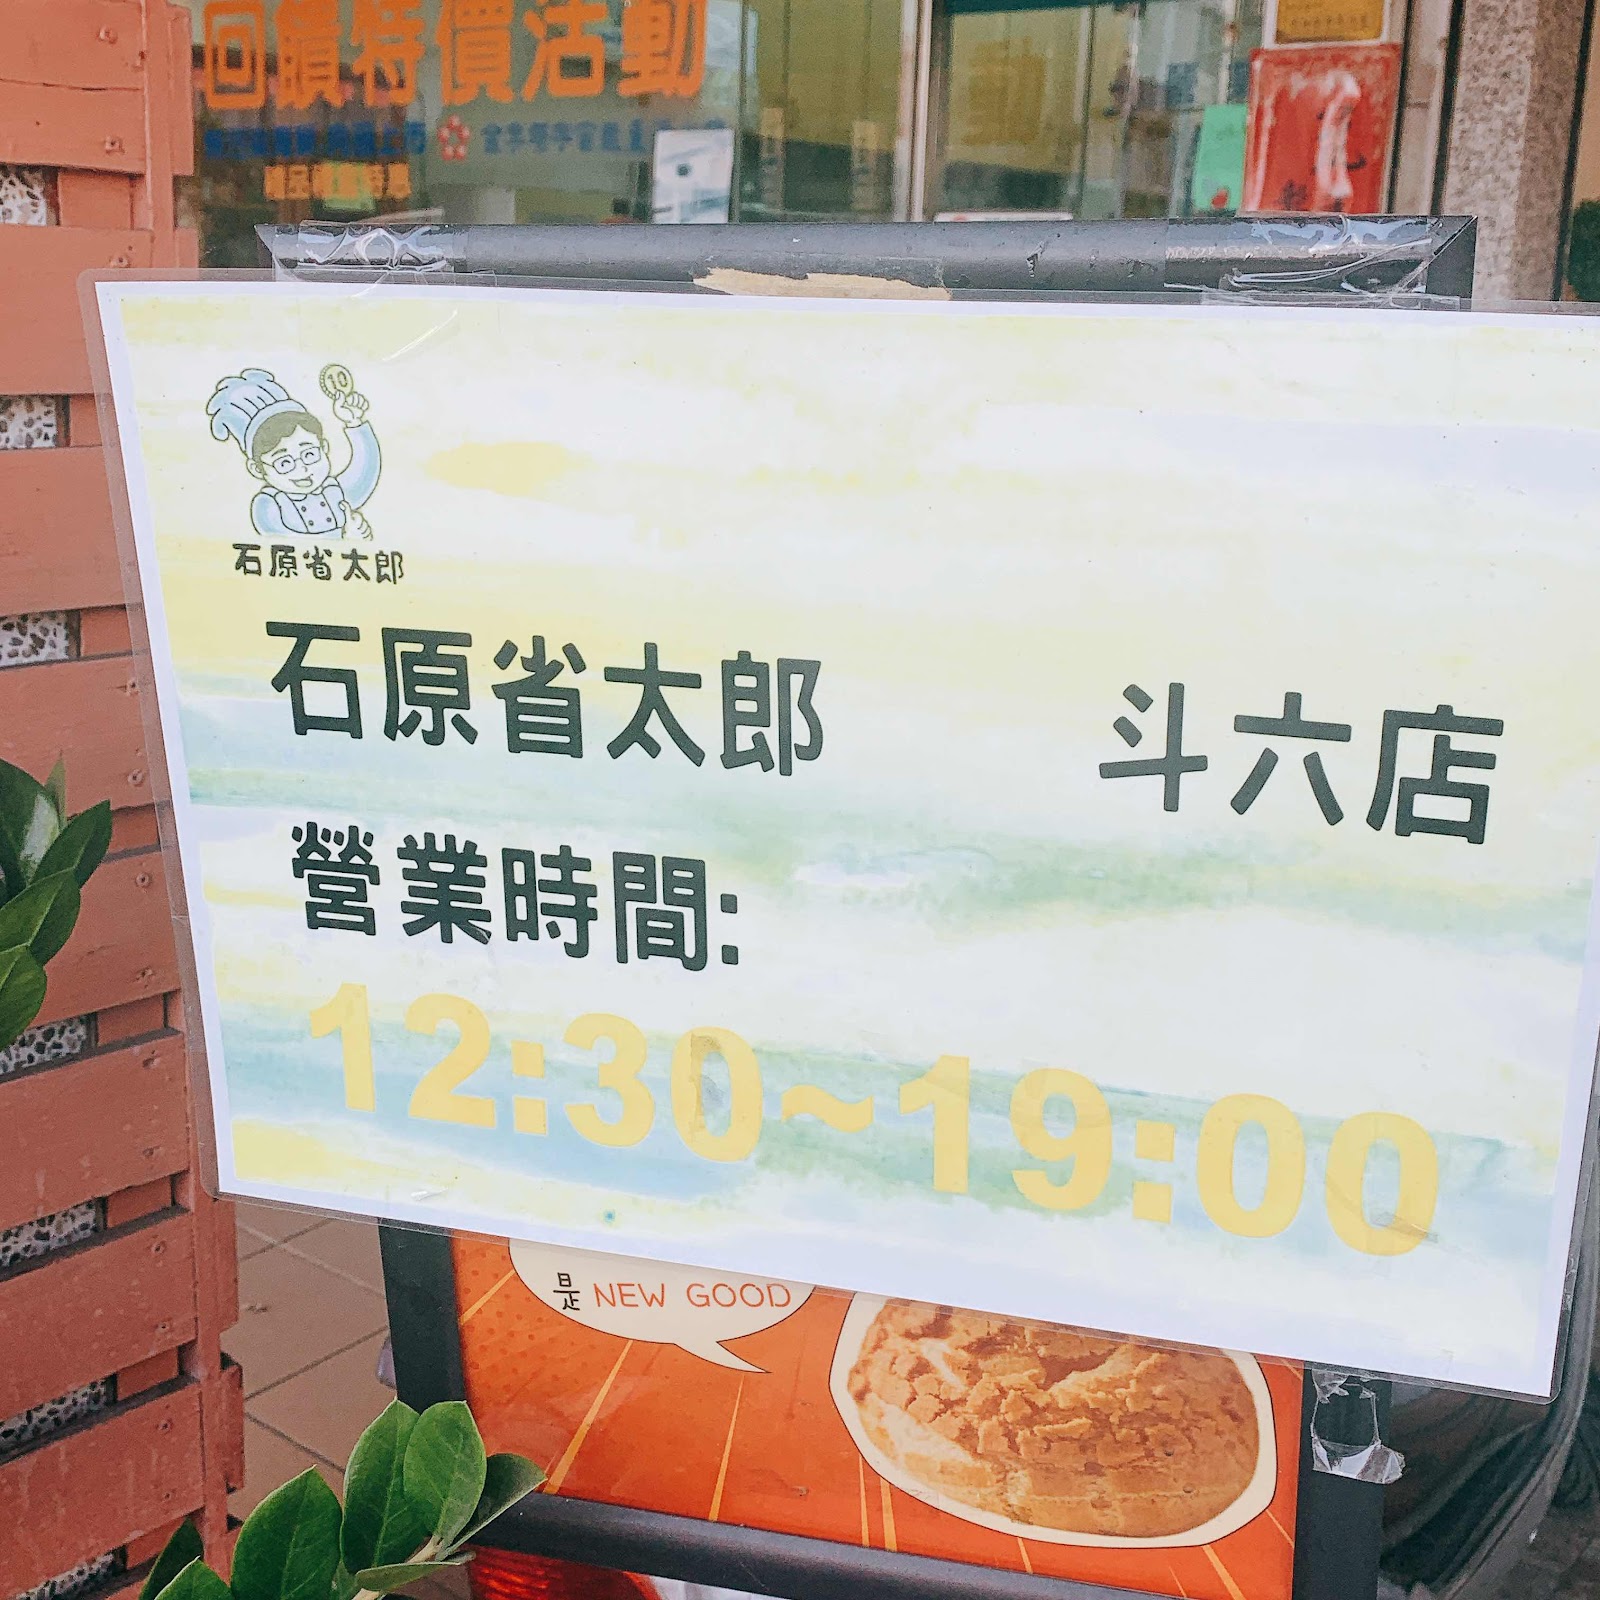 回饋特價活動
10
石原省太郎
石原省太郎 斗六店
營業時間:
12:30~19:00
是 NEW GOOD